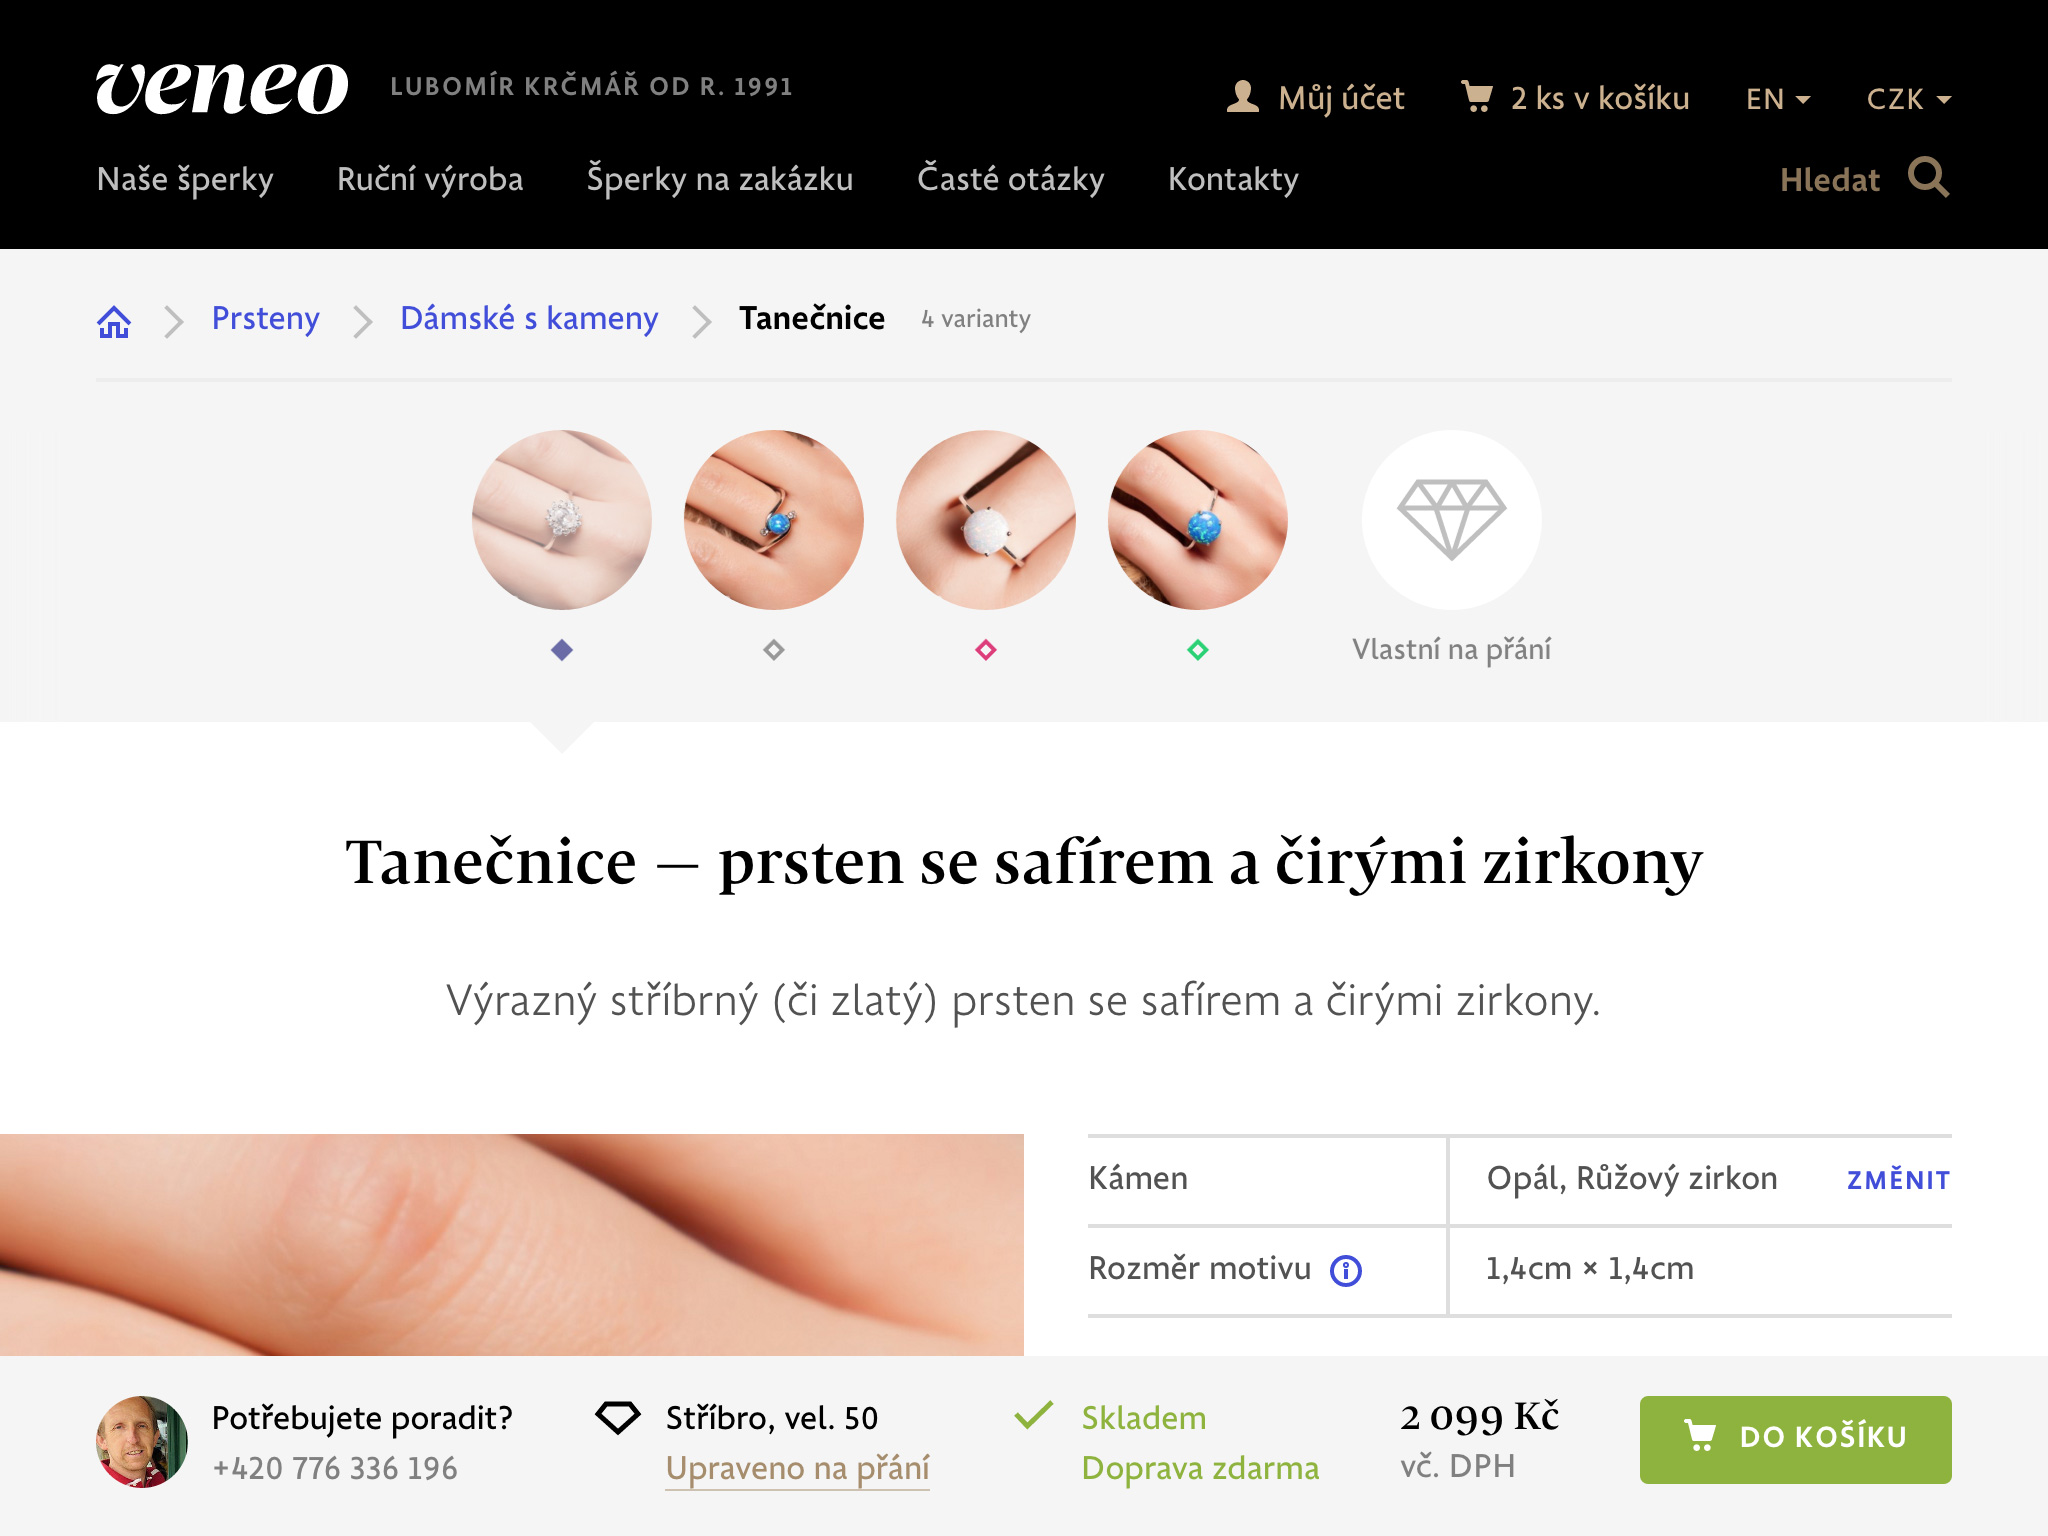 veneo LUBOMÍR KRČMÁŘ OD R. 1991
Můj účet 2 ks v košíku EN CZK
Naše šperky Ruční výroba Šperky na zakázku Časté otázky Kontakty Hledat
Prsteny Dámské s kameny Tanečnice 4 varianty
Vlastní na přání
Tanečnice — prsten se safírem a čirými zirkony
Výrazný stříbrný (či zlatý) prsten se safírem a čirými zirkony.
Kámen Opál, Růžový zirkon ZMĚNIT
Rozměr motivu 1,4cm × 1,4cm
Potřebujete poradit? Stříbro, vel. 50 Skladem 2 099 Kč DO KOŠÍKU
+420 776 336 196 Upraveno na přání Doprava zdarma vč. DPH